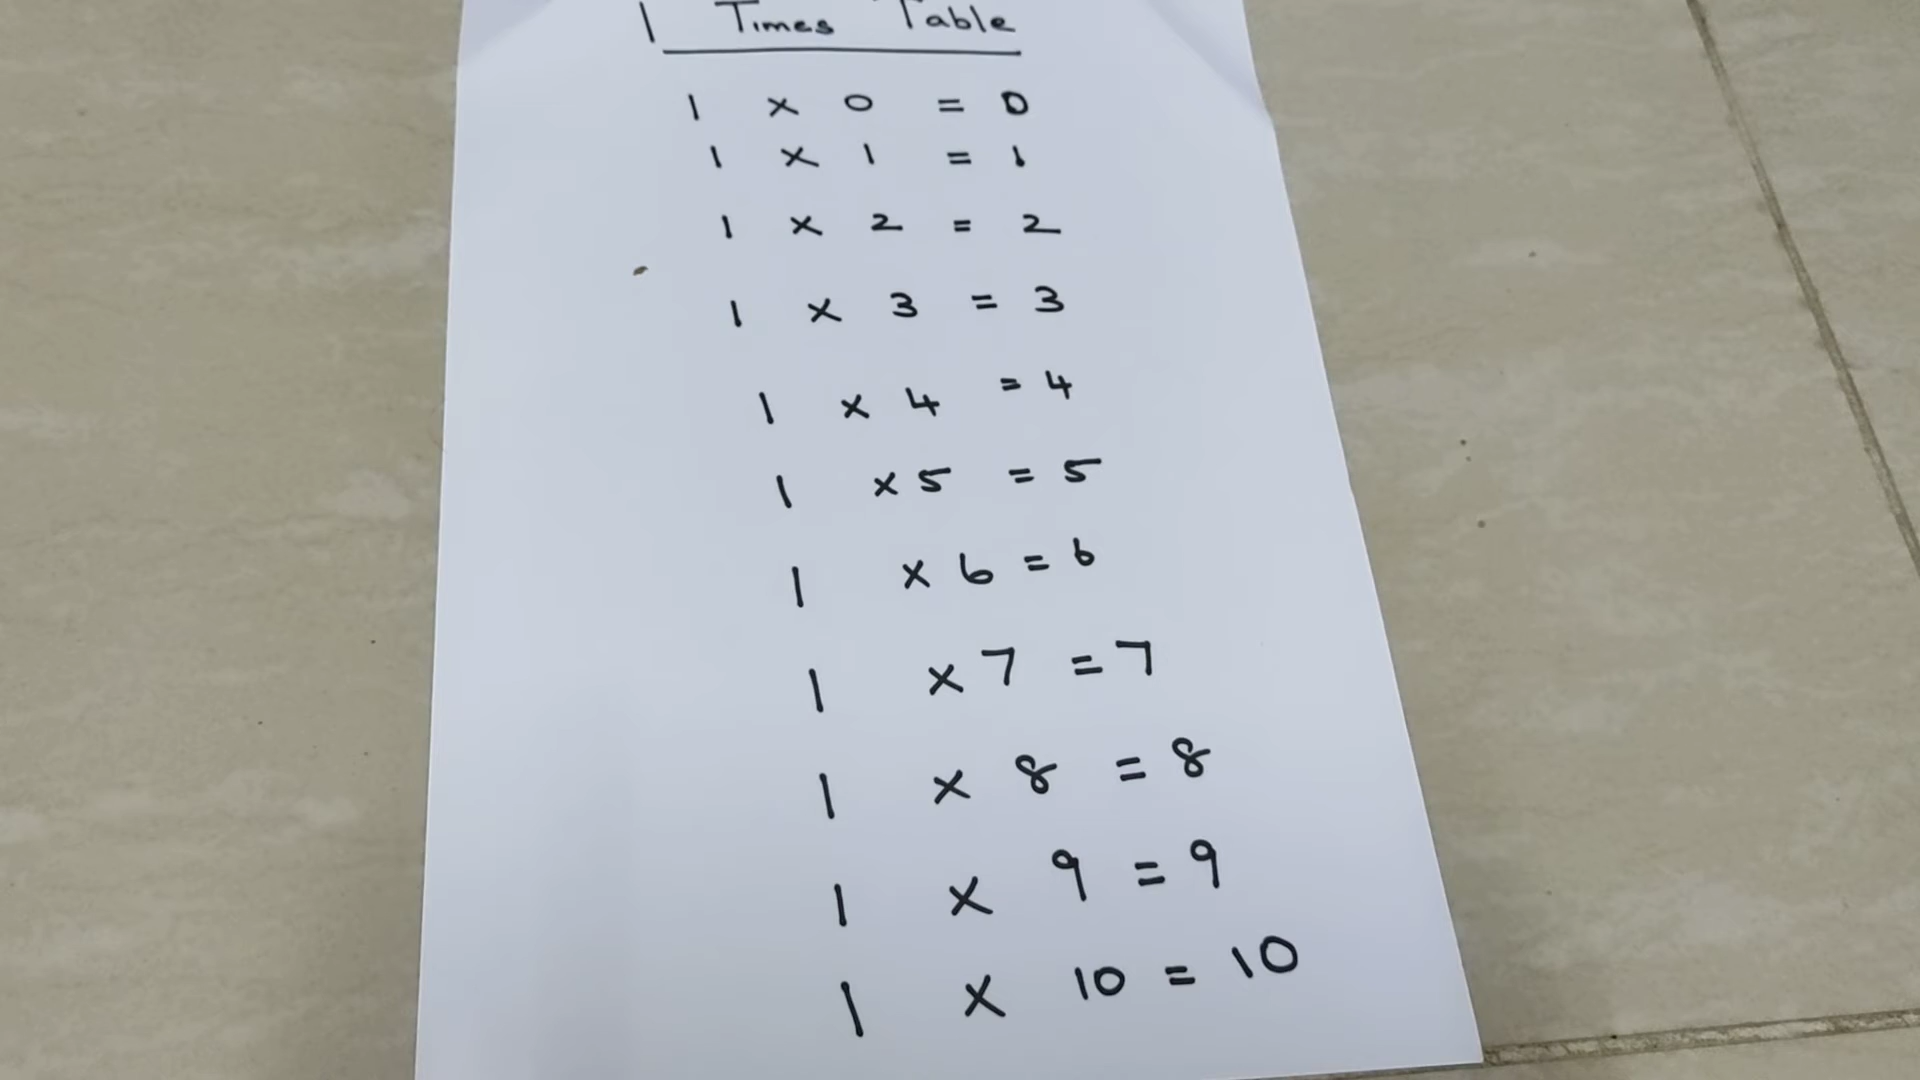 1 Times Table
1 × 0 = 0
1 × 1 = 1
1 × 2 = 2
1 × 3 = 3
1 × 4 = 4
1 × 5 = 5
1 × 6 = 6
1 × 7 = 7
1 × 8 = 8
1 × 9 = 9
1 × 10 = 10